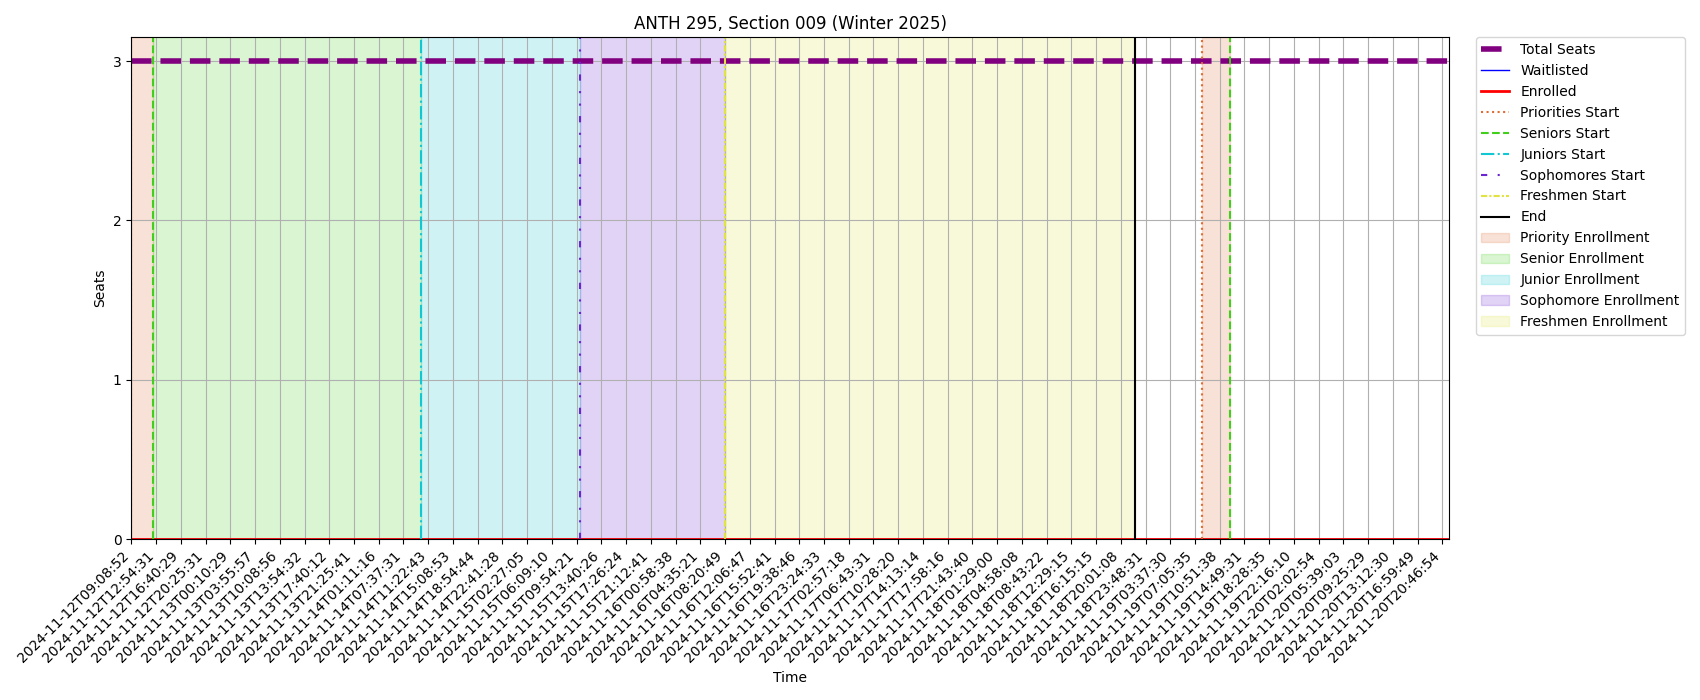 ANTH 295, Section 009 (Winter 2025)
Seats
3
2
1
0
2024-11-12T09:08:52
2024-11-12T12:54:31
2024-11-12T16:40:29
2024-11-12T20:25:31
2024-11-13T00:10:29
2024-11-13T03:55:57
2024-11-13T10:08:56
2024-11-13T13:54:32
2024-11-13T17:40:12
2024-11-13T21:25:41
2024-11-14T01:11:16
2024-11-14T07:37:31
2024-11-14T11:22:43
2024-11-14T15:08:53
2024-11-14T18:54:44
2024-11-14T22:41:28
2024-11-15T02:27:05
2024-11-15T06:09:10
2024-11-15T09:54:21
2024-11-15T13:40:26
2024-11-15T17:26:24
2024-11-15T21:12:41
2024-11-16T00:58:38
2024-11-16T04:35:21
2024-11-16T08:20:49
2024-11-16T12:06:47
2024-11-16T15:52:41
2024-11-16T19:38:46
2024-11-16T23:24:33
2024-11-17T02:57:18
2024-11-17T06:43:31
2024-11-17T10:28:20
2024-11-17T14:13:14
2024-11-17T17:58:16
2024-11-17T21:43:40
2024-11-18T01:29:00
2024-11-18T04:58:08
2024-11-18T08:43:22
2024-11-18T12:29:15
2024-11-18T16:15:15
2024-11-18T20:01:08
2024-11-18T23:48:31
2024-11-19T03:37:30
2024-11-19T07:05:35
2024-11-19T10:51:38
2024-11-19T14:49:31
2024-11-19T18:28:35
2024-11-19T22:16:10
2024-11-20T02:02:54
2024-11-20T05:39:03
2024-11-20T09:25:29
2024-11-20T13:12:30
2024-11-20T16:59:49
2024-11-20T20:46:54
Time
Total Seats
Waitlisted
Enrolled
Priorities Start
Seniors Start
Juniors Start
Sophomores Start
Freshmen Start
End
Priority Enrollment
Senior Enrollment
Junior Enrollment
Sophomore Enrollment
Freshmen Enrollment